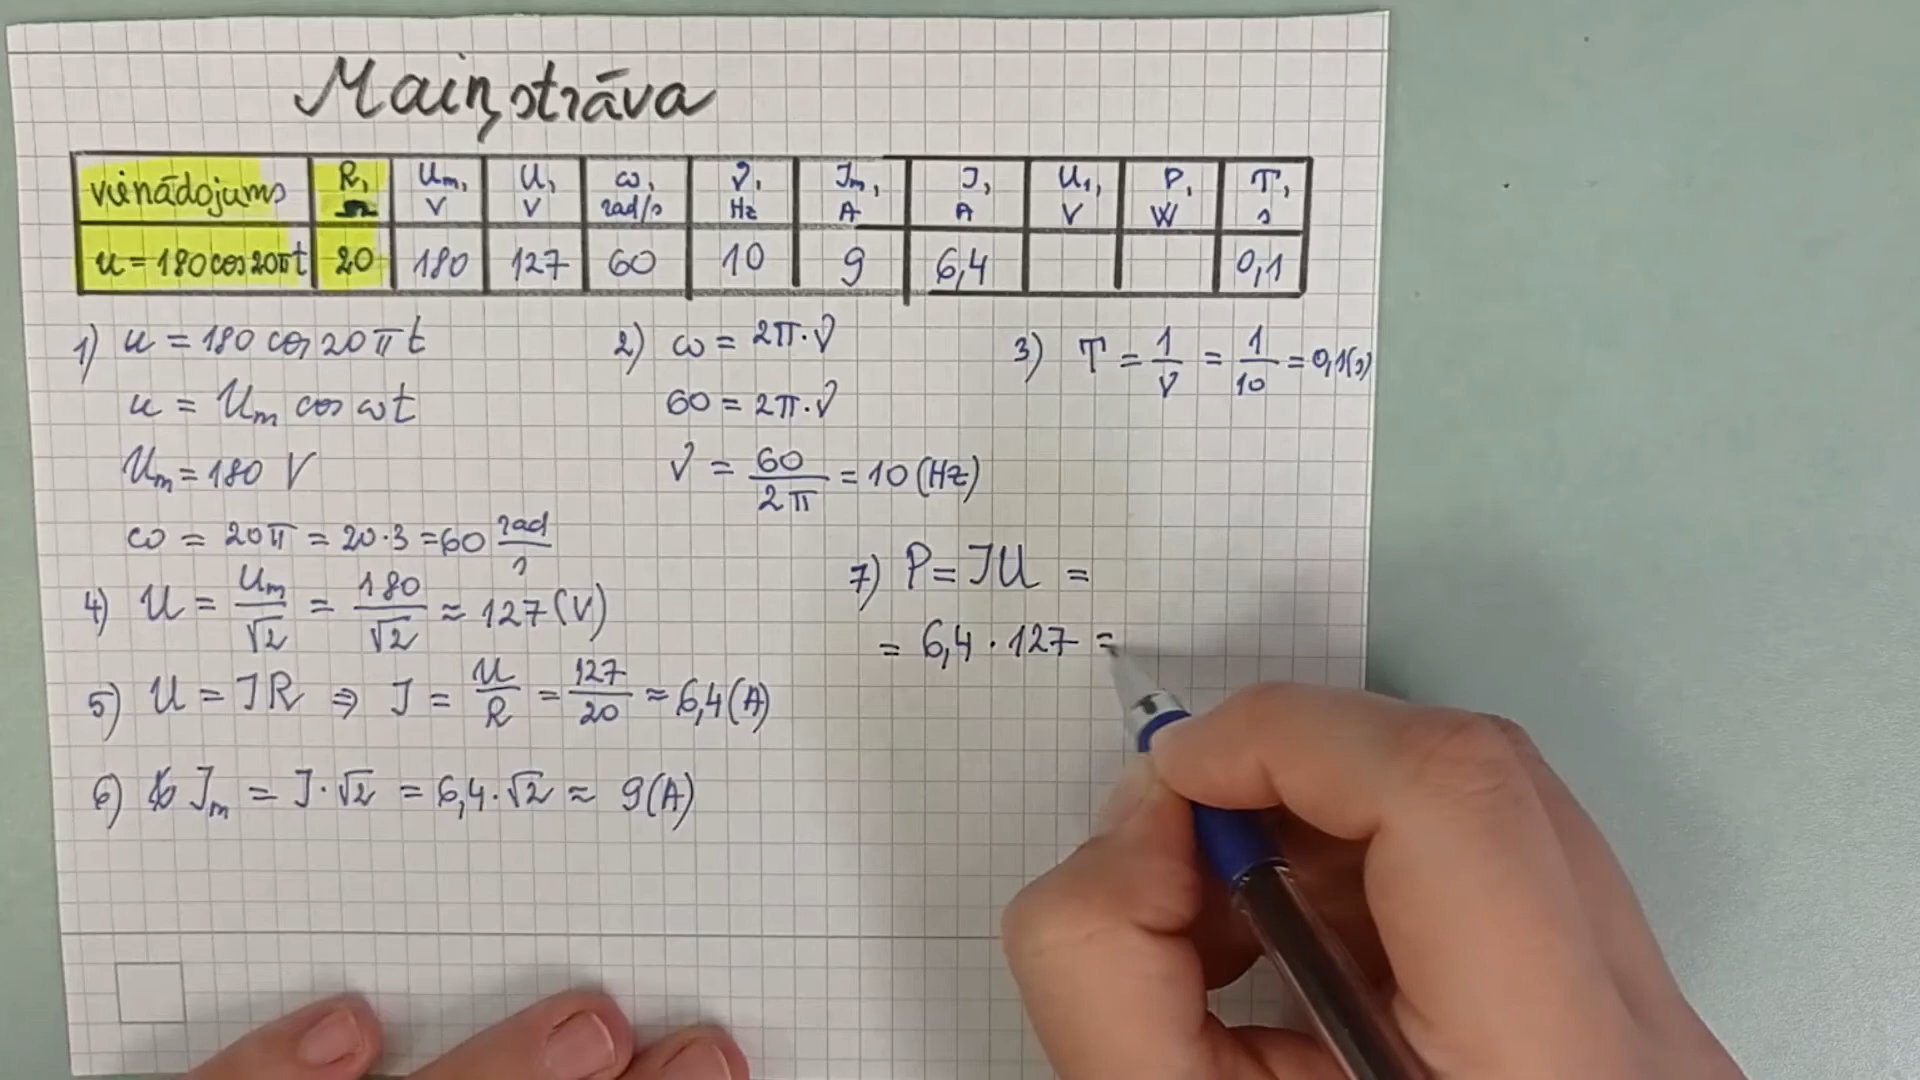 Maiņstrāva
vienādojums R, Ω Um, V U, V ω, rad/s ν, Hz Im, A I, A U1, V P, W T, s
u = 180cos20πt 20 180 127 60 10 9 6,4 0,1
1) u = 180 cos 20πt
u = Um cos ωt
Um = 180 V
ω = 20π = 20·3 = 60 rad/s
2) ω = 2π·ν
60 = 2π·ν
ν = 60/2π = 10 (Hz)
3) T = 1/ν = 1/10 = 0,1(s)
4) U = Um/√2 = 180/√2 ≈ 127 (V)
5) U = IR ⇒ I = U/R = 127/20 ≈ 6,4 (A)
6) Im = I·√2 = 6,4·√2 ≈ 9 (A)
7) P = IU =
= 6,4 · 127 =